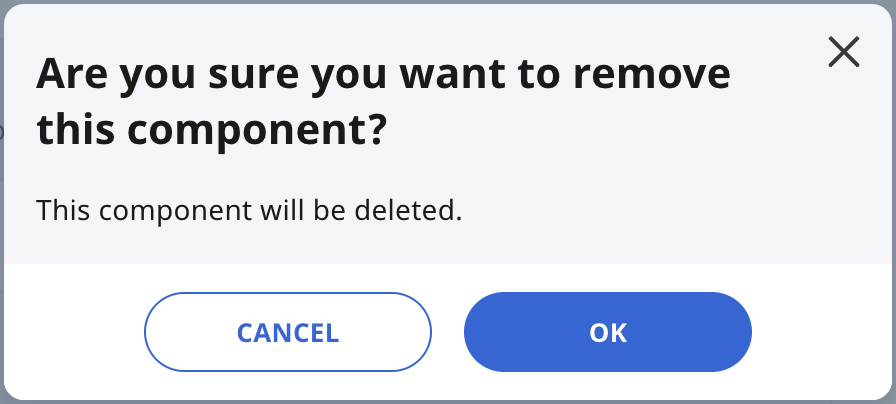 Are you sure you want to remove
this component?
This component will be deleted.
CANCEL
OK